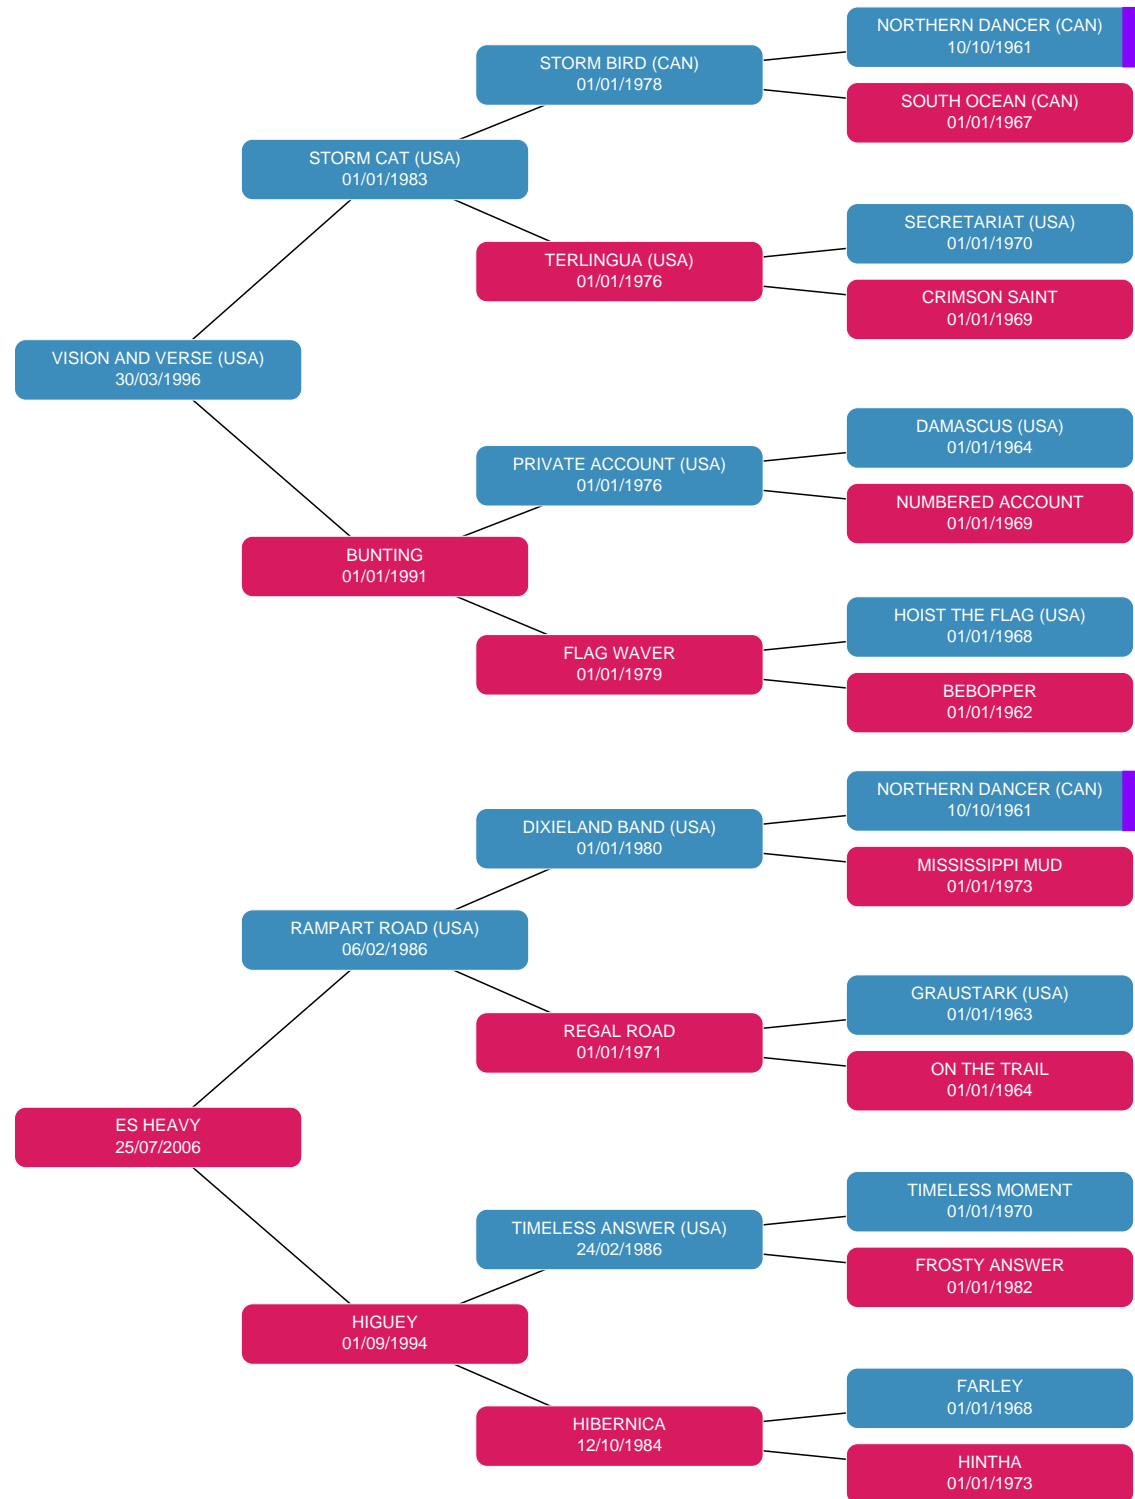 NORTHERN DANCER (CAN)
10/10/1961
STORM BIRD (CAN)
01/01/1978
SOUTH OCEAN (CAN)
01/01/1967
STORM CAT (USA)
01/01/1983
SECRETARIAT (USA)
01/01/1970
TERLINGUA (USA)
01/01/1976
CRIMSON SAINT
01/01/1969
VISION AND VERSE (USA)
30/03/1996
DAMASCUS (USA)
01/01/1964
PRIVATE ACCOUNT (USA)
01/01/1976
NUMBERED ACCOUNT
01/01/1969
BUNTING
01/01/1991
HOIST THE FLAG (USA)
01/01/1968
FLAG WAVER
01/01/1979
BEBOPPER
01/01/1962
NORTHERN DANCER (CAN)
10/10/1961
DIXIELAND BAND (USA)
01/01/1980
MISSISSIPPI MUD
01/01/1973
RAMPART ROAD (USA)
06/02/1986
GRAUSTARK (USA)
01/01/1963
REGAL ROAD
01/01/1971
ON THE TRAIL
01/01/1964
ES HEAVY
25/07/2006
TIMELESS MOMENT
01/01/1970
TIMELESS ANSWER (USA)
24/02/1986
FROSTY ANSWER
01/01/1982
HIGUEY
01/09/1994
FARLEY
01/01/1968
HIBERNICA
12/10/1984
HINTHA
01/01/1973